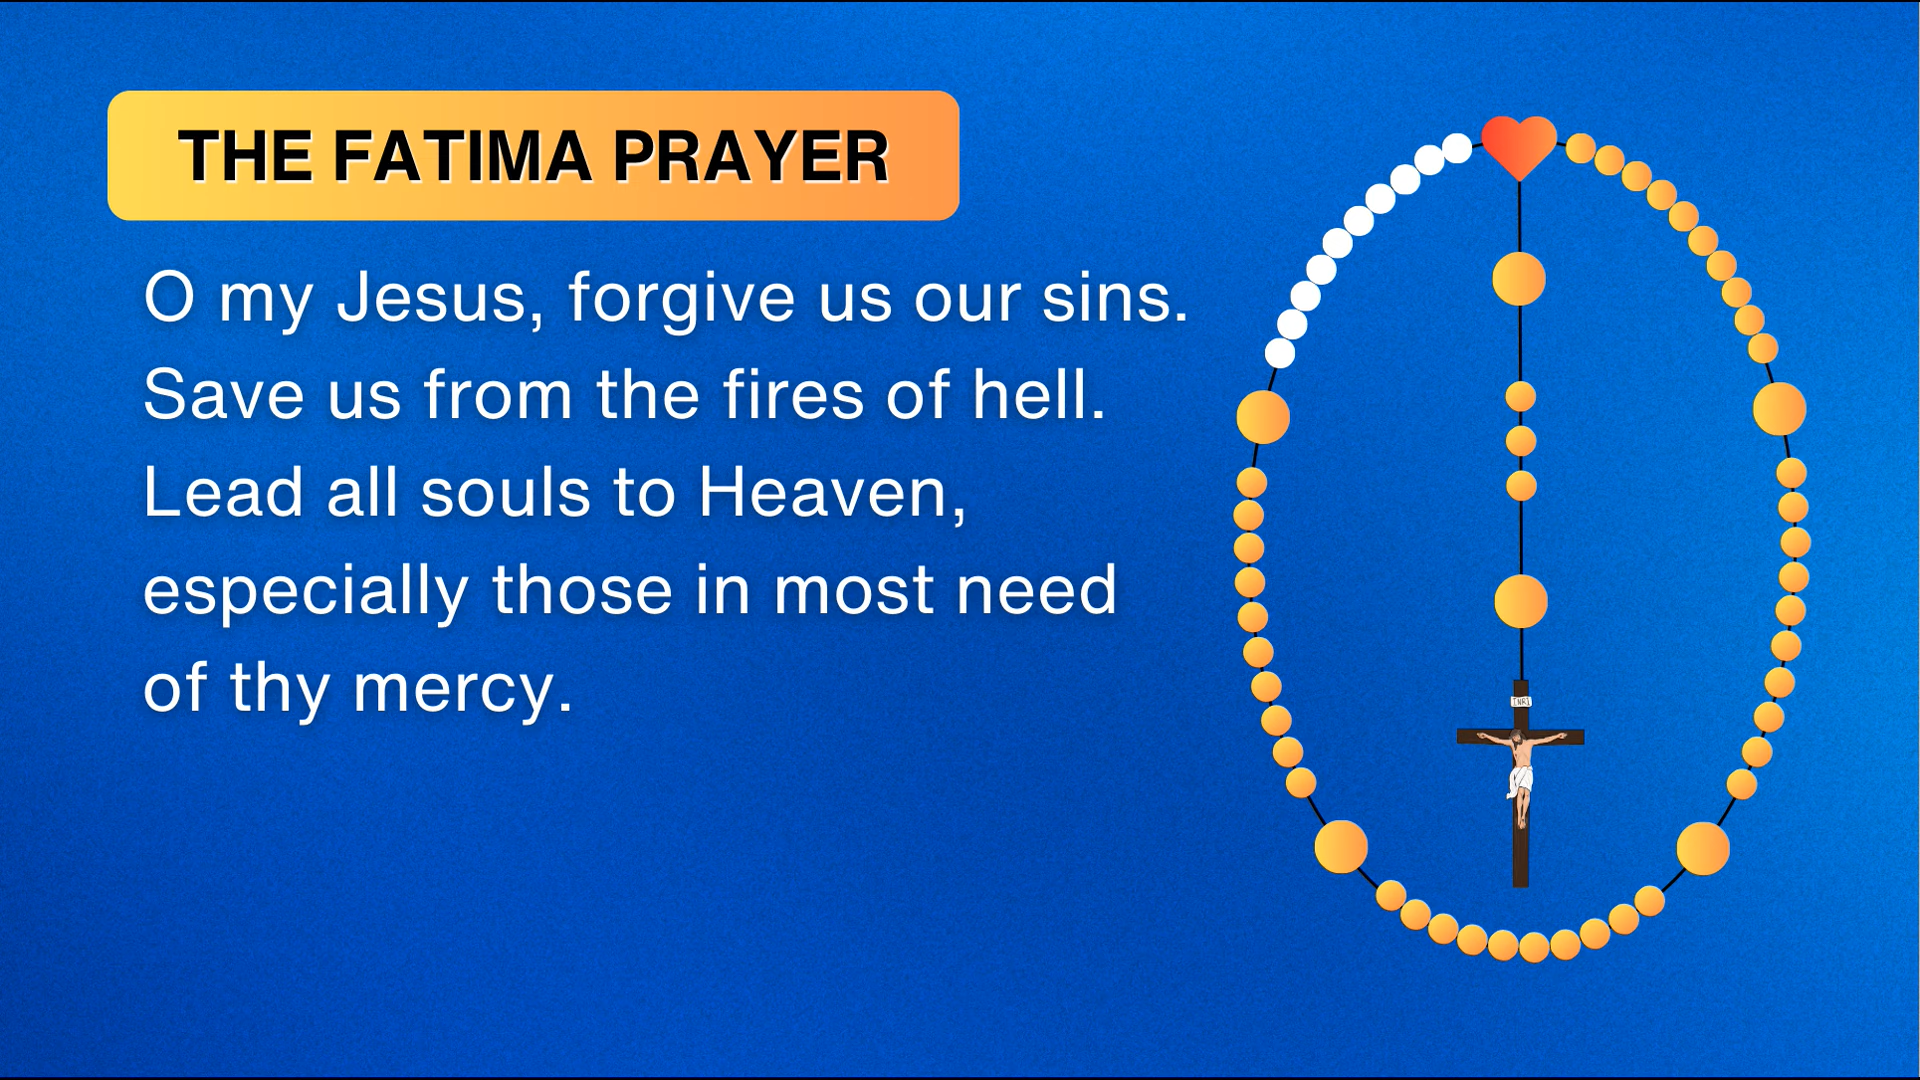 THE FATIMA PRAYER
O my Jesus, forgive us our sins.
Save us from the fires of hell.
Lead all souls to Heaven,
especially those in most need
of thy mercy.
INRI